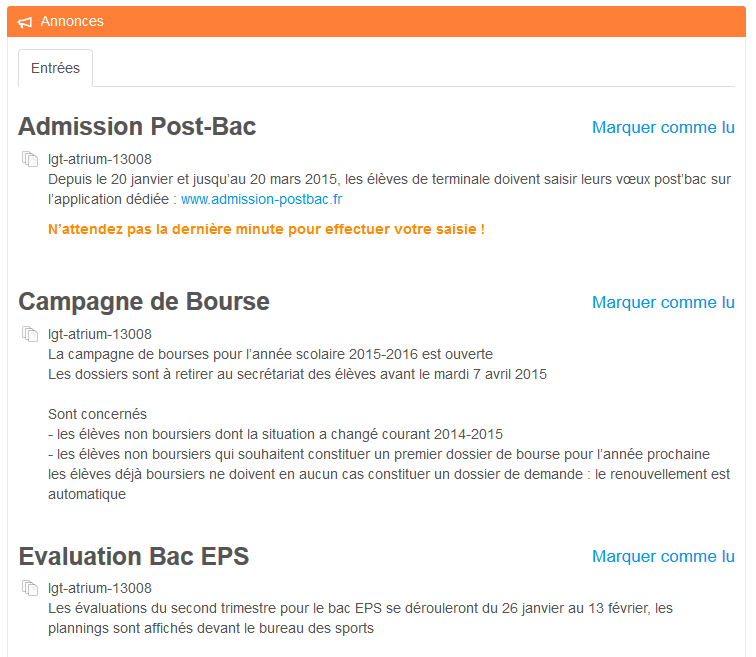 Annonces
Entrées
Admission Post-Bac
Marquer comme lu
lgt-atrium-13008
Depuis le 20 janvier et jusqu'au 20 mars 2015, les élèves de terminale doivent saisir leurs vœux post'bac sur
l'application dédiée : www.admission-postbac.fr
N'attendez pas la dernière minute pour effectuer votre saisie !
Campagne de Bourse
Marquer comme lu
lgt-atrium-13008
La campagne de bourses pour l'année scolaire 2015-2016 est ouverte
Les dossiers sont à retirer au secrétariat des élèves avant le mardi 7 avril 2015
Sont concernés
- les élèves non boursiers dont la situation a changé courant 2014-2015
- les élèves non boursiers qui souhaitent constituer un premier dossier de bourse pour l'année prochaine
les élèves déjà boursiers ne doivent en aucun cas constituer un dossier de demande : le renouvellement est
automatique
Evaluation Bac EPS
Marquer comme lu
lgt-atrium-13008
Les évaluations du second trimestre pour le bac EPS se dérouleront du 26 janvier au 13 février, les
plannings sont affichés devant le bureau des sports